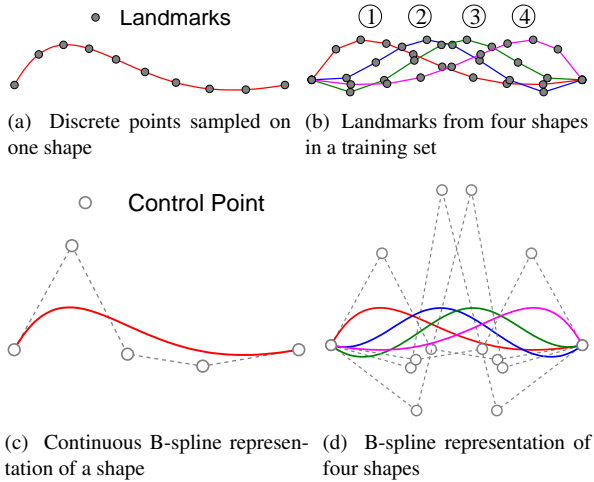 Landmarks
① ② ③ ④
(a) Discrete points sampled on
one shape
(b) Landmarks from four shapes
in a training set
Control Point
(c) Continuous B-spline represen-
tation of a shape
(d) B-spline representation of
four shapes